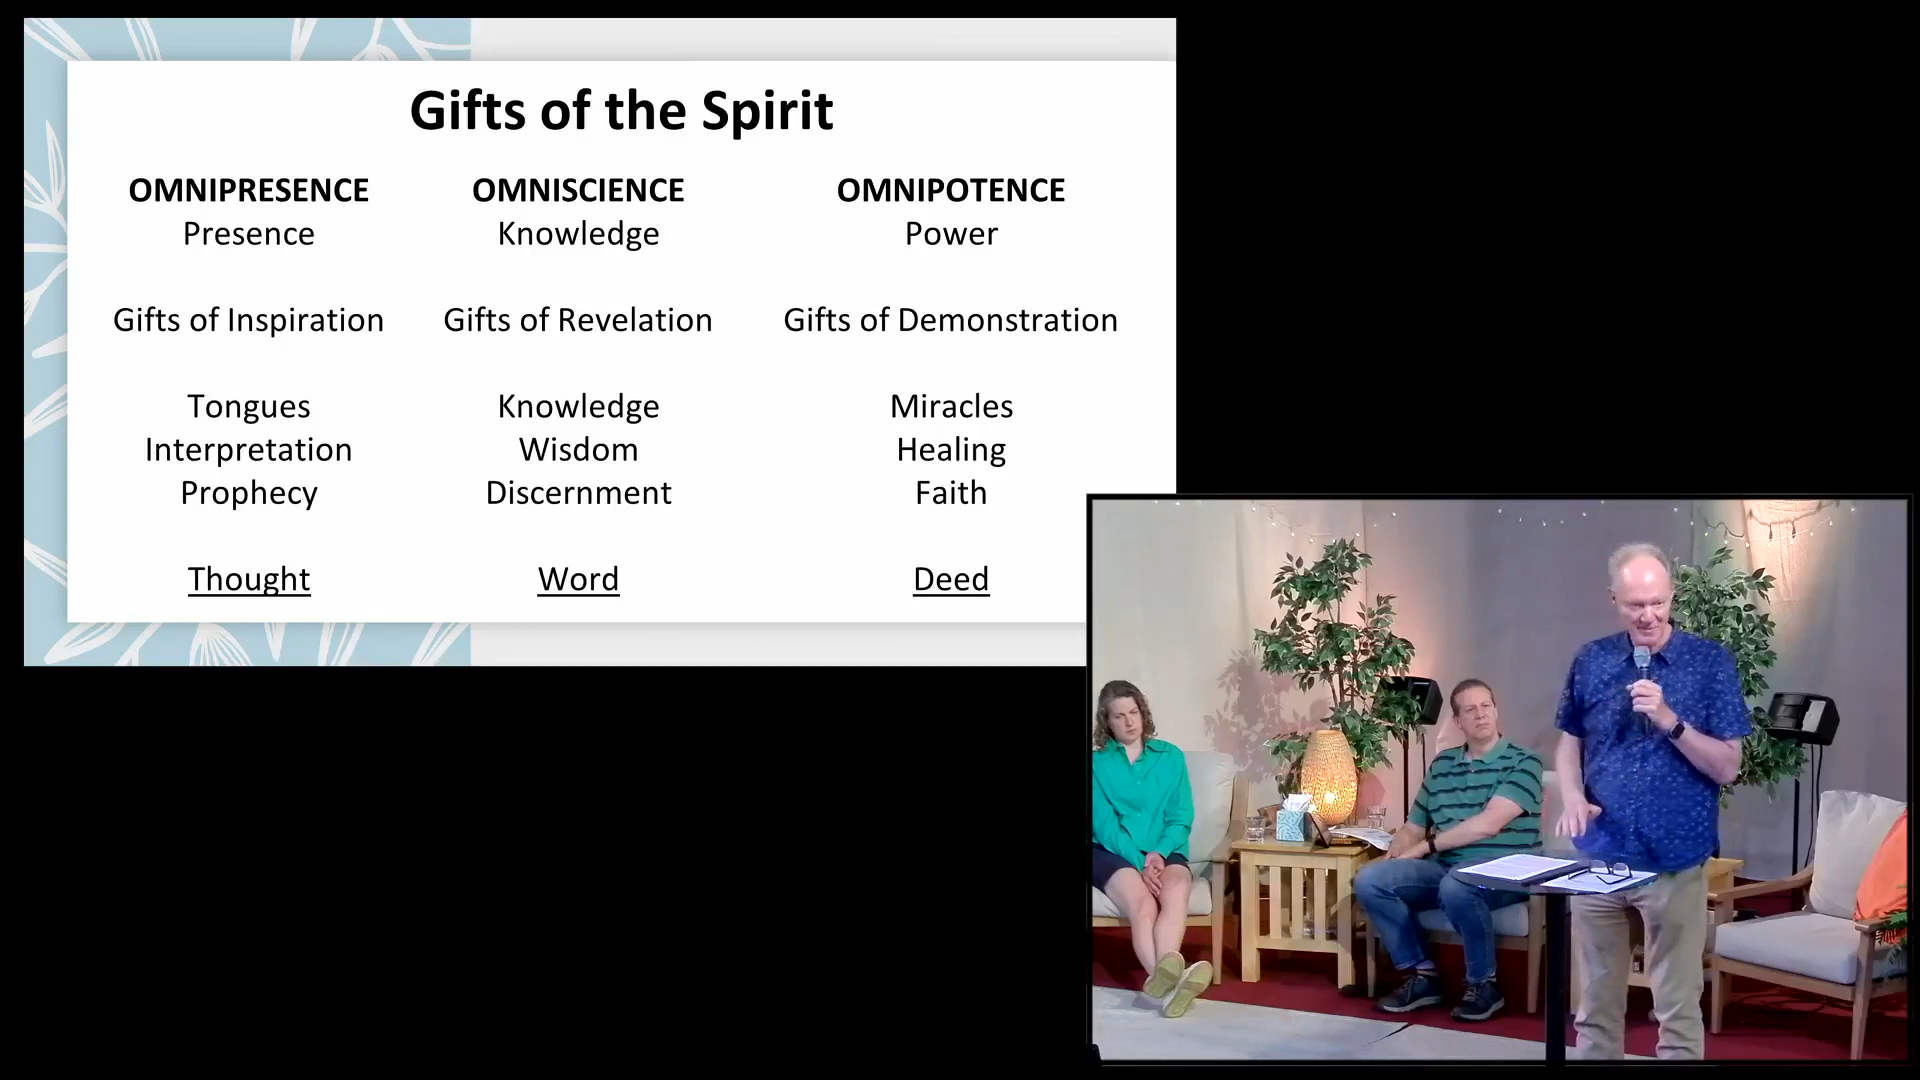 Gifts of the Spirit
OMNIPRESENCE OMNISCIENCE OMNIPOTENCE
Presence Knowledge Power
Gifts of Inspiration Gifts of Revelation Gifts of Demonstration
Tongues Knowledge Miracles
Interpretation Wisdom Healing
Prophecy Discernment Faith
Thought Word Deed